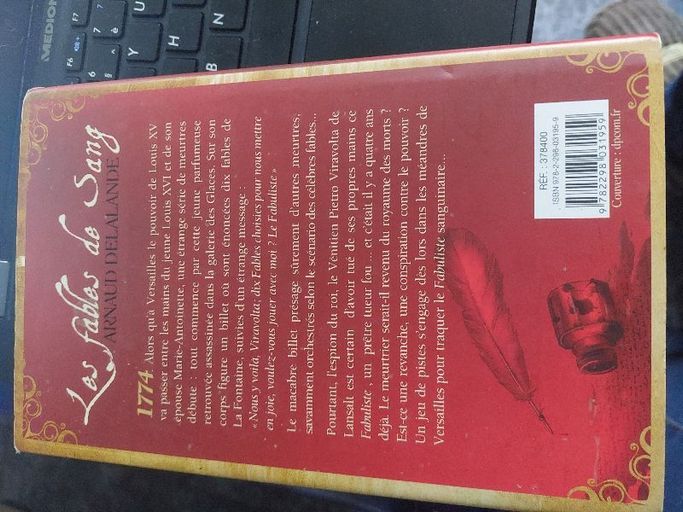 Les fables de Sang
ARNAUD DELALANDE
1774. Alors qu'à Versailles le pouvoir de Louis XV
va passer entre les mains du jeune Louis XVI et de son
épouse Marie-Antoinette, une étrange série de meurtres
débute : tout commence par cette jeune parfumeuse
retrouvée assassinée dans la galerie des Glaces. Sur son
corps figure un billet où sont énoncées dix fables de
La Fontaine, suivies d'un étrange message :
« Nous y voilà, Viravolta; dix Fables choisies pour nous mettre
en joie, voulez-vous jouer avec moi ? Le Fabuliste »
Le macabre billet présage sûrement d'autres meurtres,
savamment orchestrés selon le scénario des célèbres fables...
Pourtant, l'espion du roi, le Vénitien Pietro Viravolta de
Lansalt est certain d'avoir tué de ses propres mains ce
Fabuliste, un prêtre tueur fou ... et c'était il y a quatre ans
déjà. Le meurtrier serait-il revenu du royaume des morts ?
Est-ce une revanche, une conspiration contre le pouvoir ?
Un jeu de pistes s'engage dès lors dans les méandres de
Versailles pour traquer le Fabuliste sanguinaire...
RÉF. : 378400
ISBN 978-2-298-03195-9
9 782298 031959
Couverture : dpcom.fr
MEDION
F6
F7
F5
Y
U
H
N
B